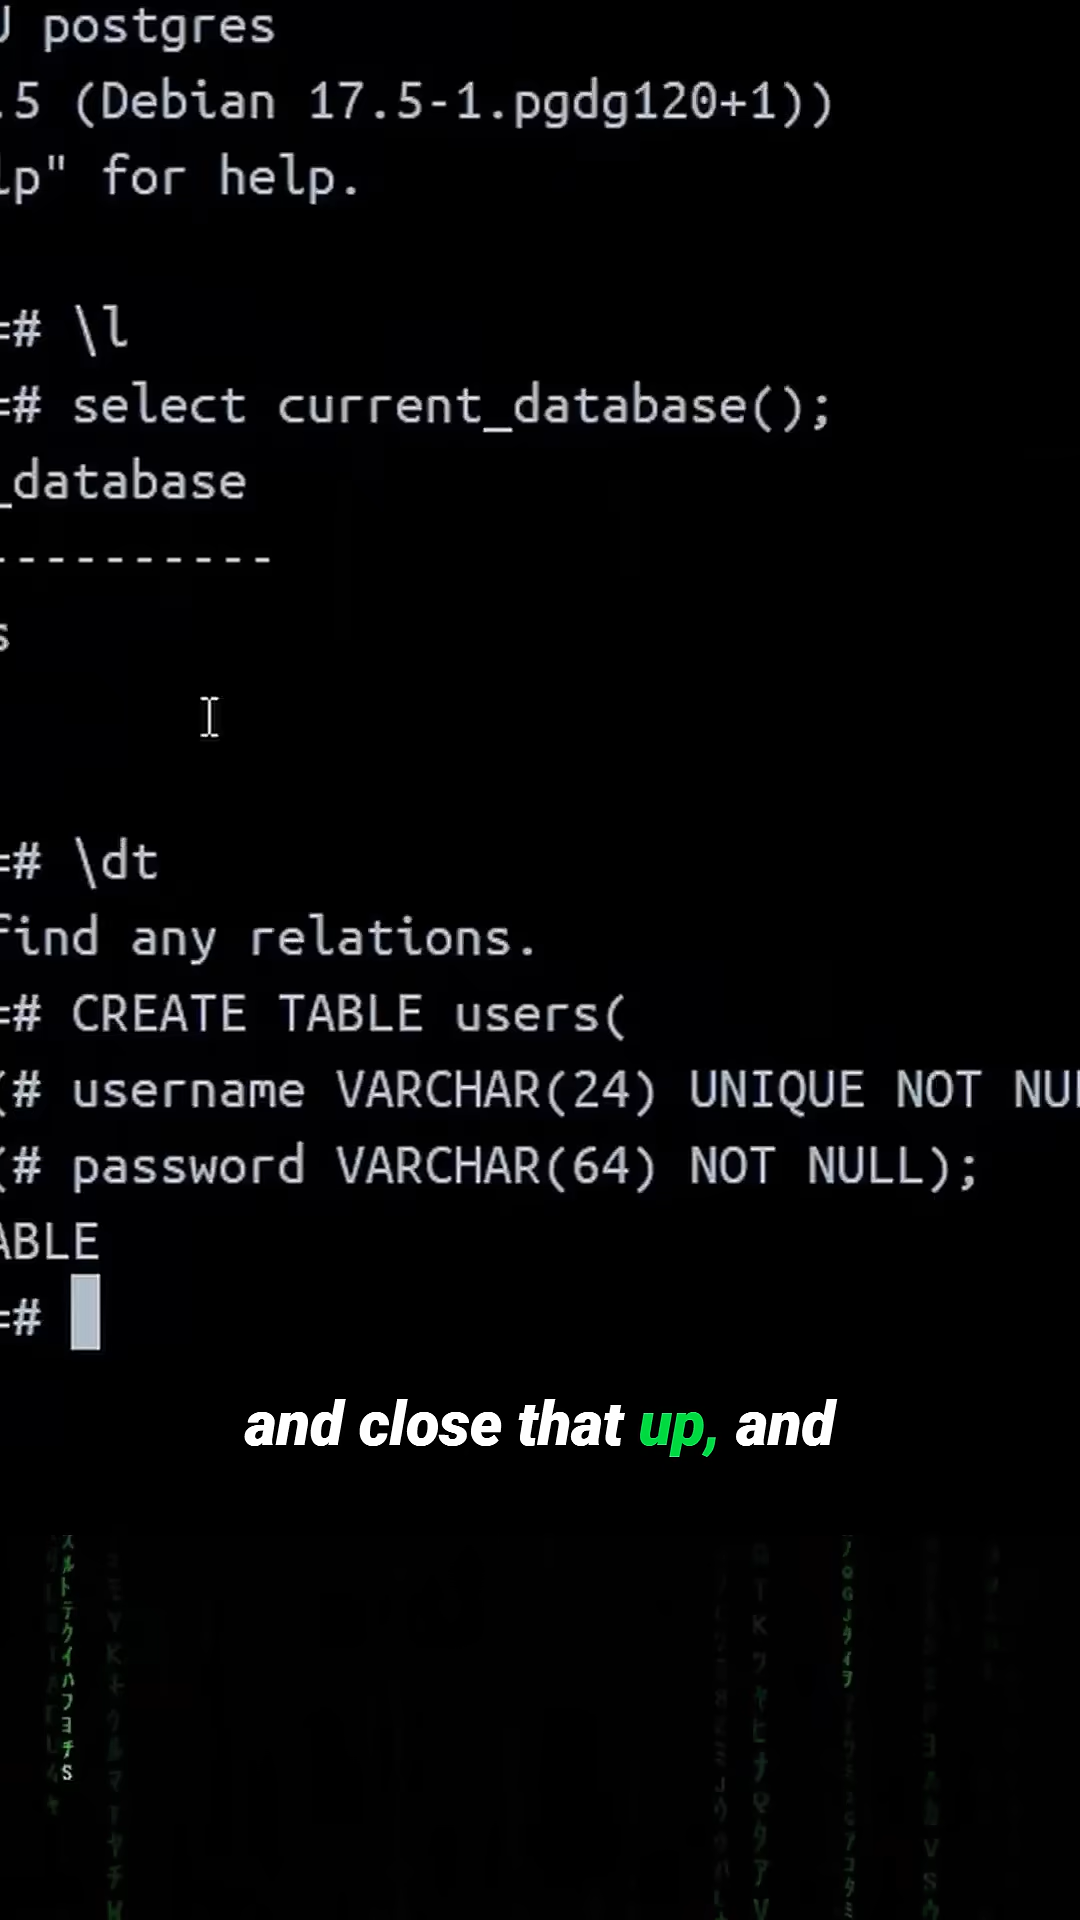 U postgres
.5 (Debian 17.5-1.pgdg120+1))
lp" for help.
=# \l
=# select current_database();
_database
----------
s
=# \dt
find any relations.
=# CREATE TABLE users(
(# username VARCHAR(24) UNIQUE NOT NUL
(# password VARCHAR(64) NOT NULL);
ABLE
=#
and close that up, and